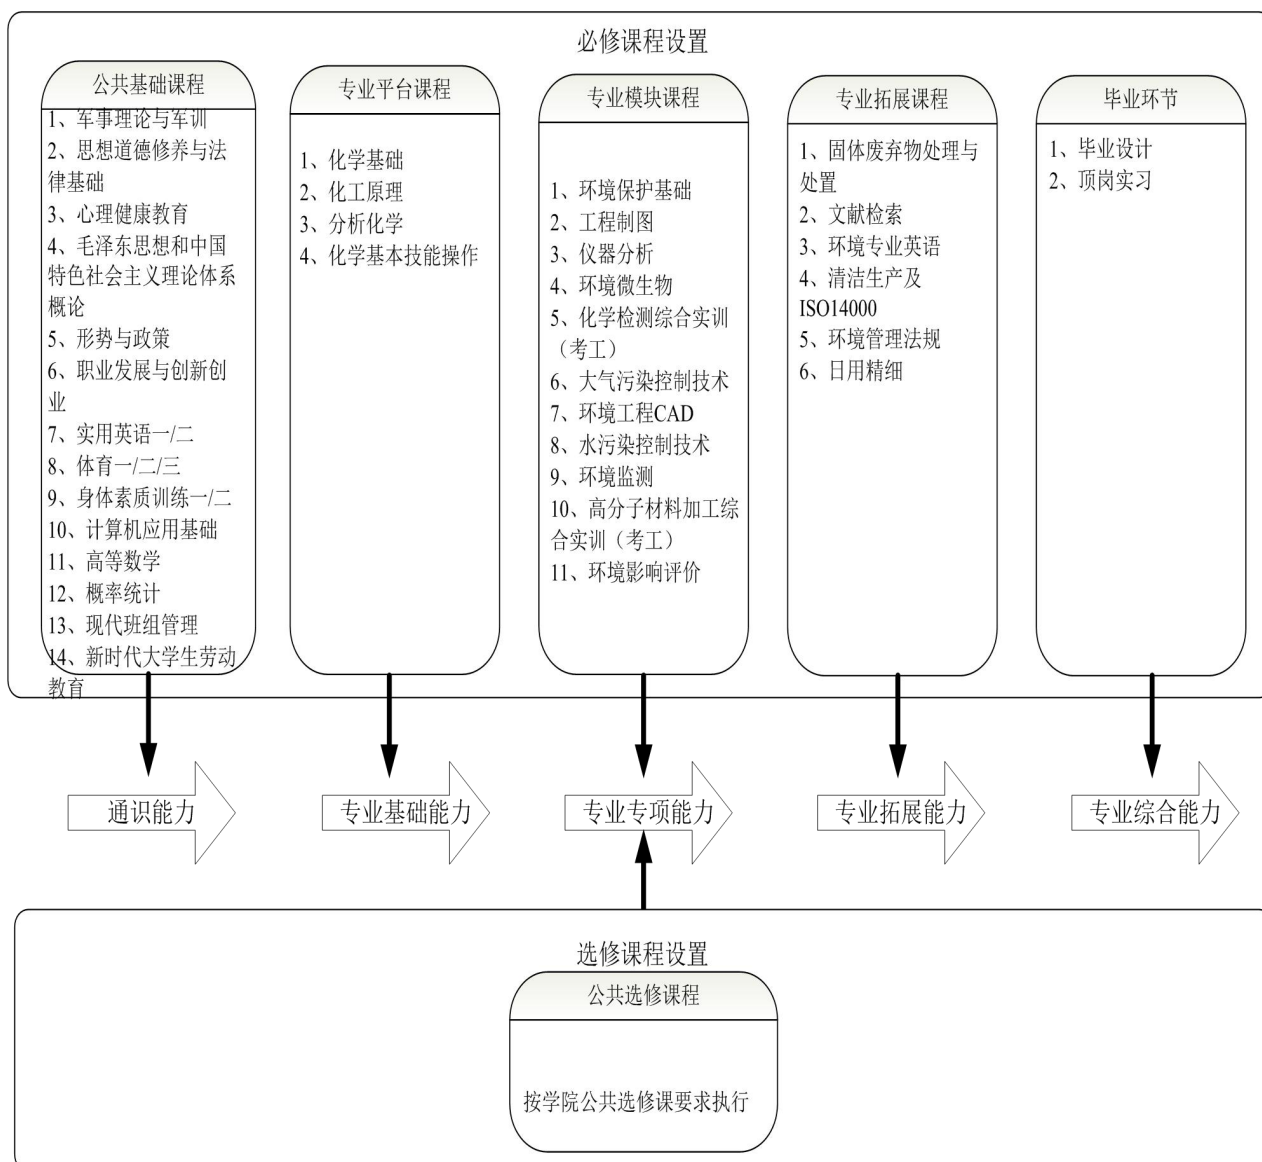 必修课程设置
公共基础课程
1、军事理论与军训
2、思想道德修养与法
律基础
3、心理健康教育
4、毛泽东思想和中国
特色社会主义理论体系
概论
5、形势与政策
6、职业发展与创新创
业
7、实用英语一/二
8、体育一/二/三
9、身体素质训练一/二
10、计算机应用基础
11、高等数学
12、概率统计
13、现代班组管理
14、新时代大学生劳动
教育
专业平台课程
1、化学基础
2、化工原理
3、分析化学
4、化学基本技能操作
专业模块课程
1、环境保护基础
2、工程制图
3、仪器分析
4、环境微生物
5、化学检测综合实训
（考工）
6、大气污染控制技术
7、环境工程CAD
8、水污染控制技术
9、环境监测
10、高分子材料加工综
合实训（考工）
11、环境影响评价
专业拓展课程
1、固体废弃物处理与
处置
2、文献检索
3、环境专业英语
4、清洁生产及
ISO14000
5、环境管理法规
6、日用精细
毕业环节
1、毕业设计
2、顶岗实习
通识能力
专业基础能力
专业专项能力
专业拓展能力
专业综合能力
选修课程设置
公共选修课程
按学院公共选修课要求执行